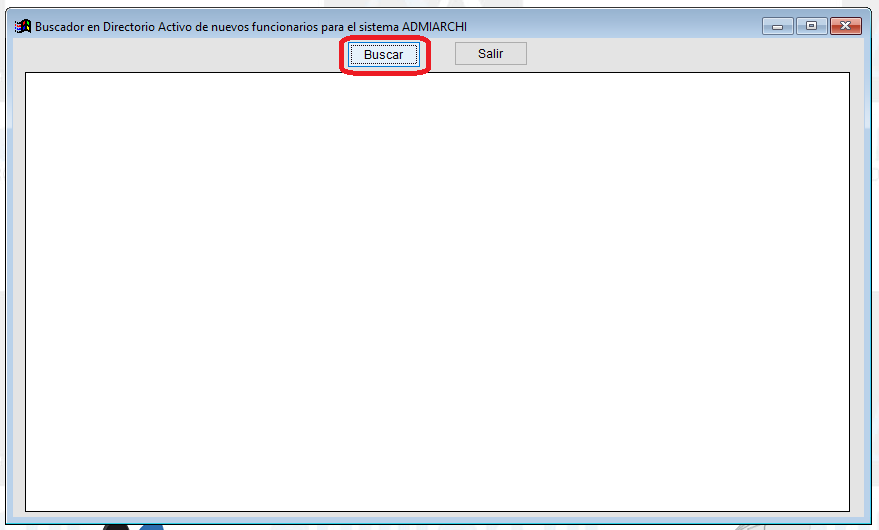 Buscador en Directorio Activo de nuevos funcionarios para el sistema ADMIARCHI
Buscar
Salir